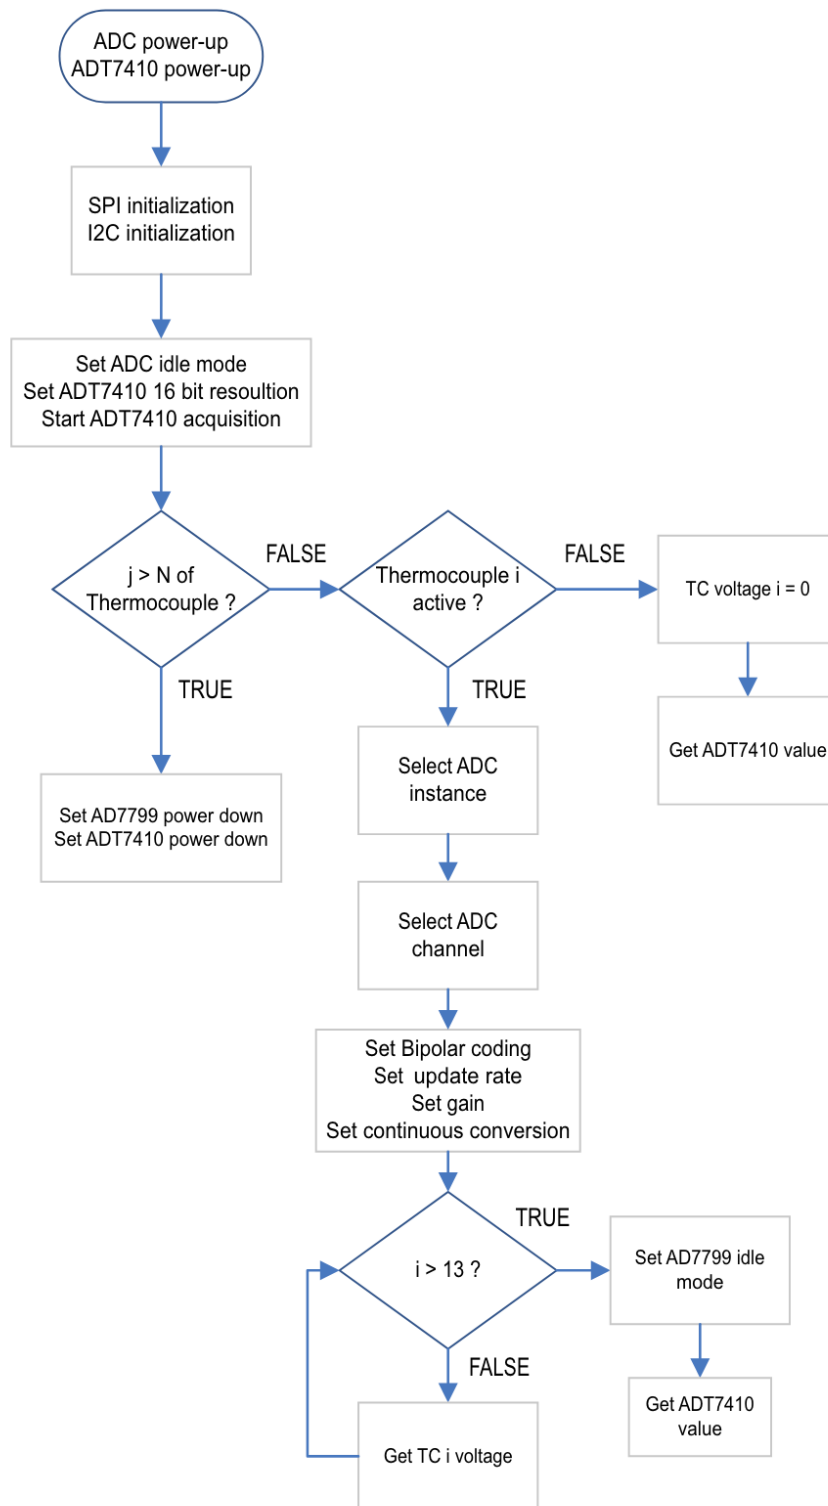 ADC power-up
ADT7410 power-up
SPI initialization
I2C initialization
Set ADC idle mode
Set ADT7410 16 bit resoultion
Start ADT7410 acquisition
j > N of
Thermocouple ?
FALSE
Thermocouple i
active ?
FALSE
TC voltage i = 0
TRUE
TRUE
Get ADT7410 value
Set AD7799 power down
Set ADT7410 power down
Select ADC
instance
Select ADC
channel
Set Bipolar coding
Set update rate
Set gain
Set continuous conversion
i > 13 ?
TRUE
Set AD7799 idle
mode
FALSE
Get ADT7410
value
Get TC i voltage